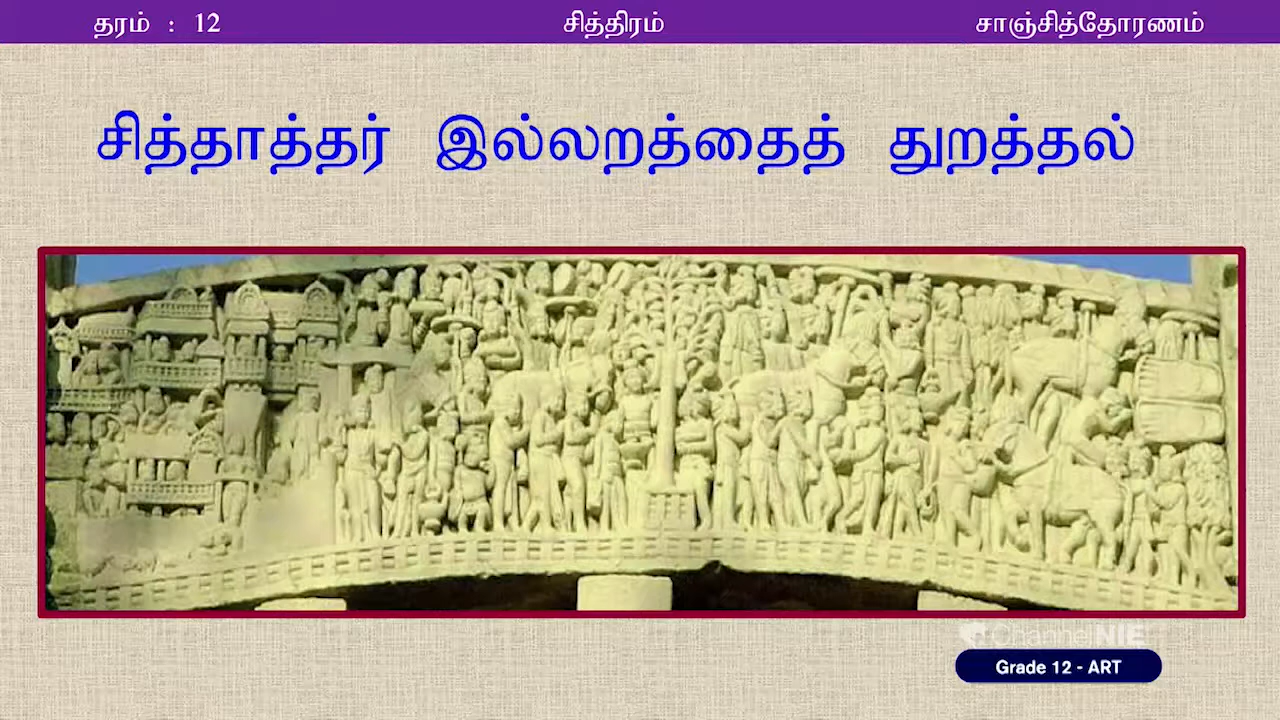 தரம் : 12 சித்திரம் சாஞ்சித்தோரணம்
சித்தாத்தர் இல்லறத்தைத் துறத்தல்
Channel NIE
Grade 12 - ART